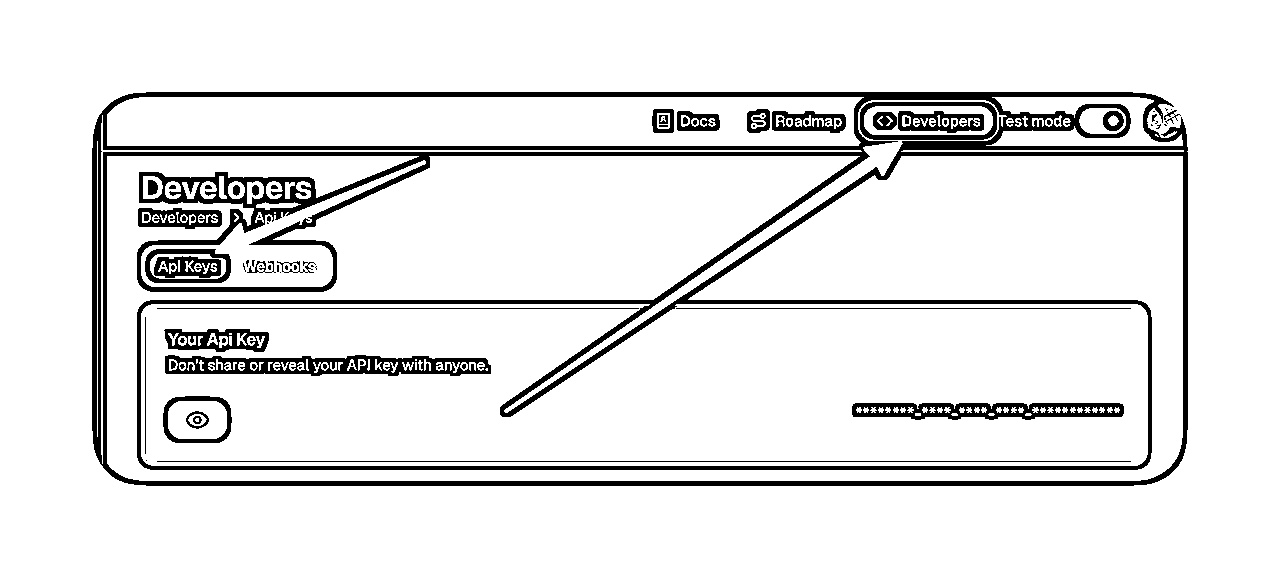 Docs Roadmap Developers Test mode
Developers
Developers > Api Keys
Api Keys Webhooks
Your Api Key
Don't share or reveal your API key with anyone.
********_****_****_****_************